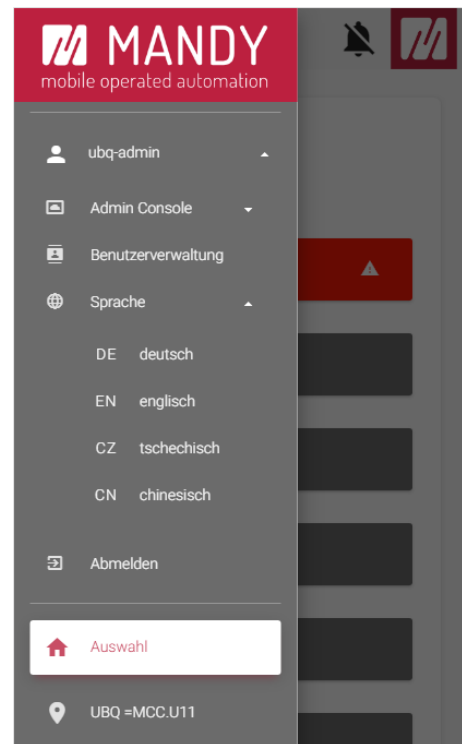 MANDY
mobile operated automation
ubq-admin
Admin Console
Benutzerverwaltung
Sprache
DE deutsch
EN englisch
CZ tschechisch
CN chinesisch
Abmelden
Auswahl
UBQ =MCC.U11